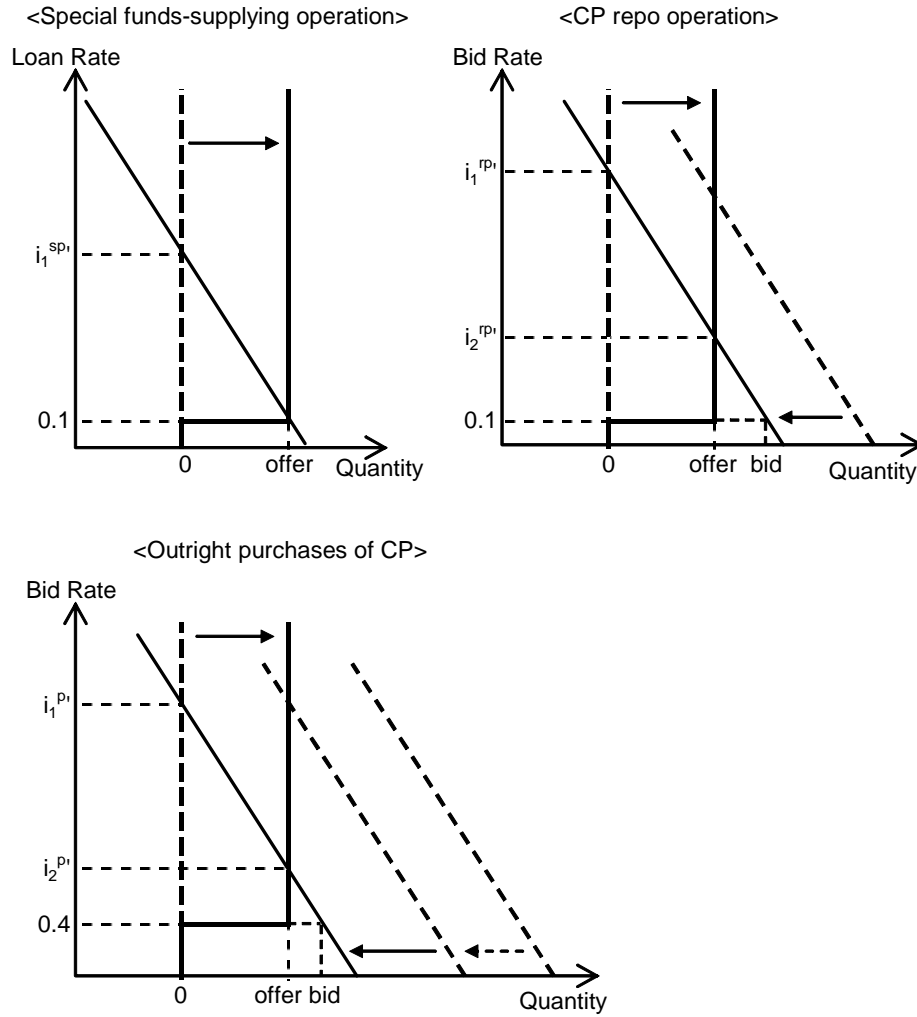 <Special funds-supplying operation>
Loan Rate
i₁ˢᵖ'
0.1
0
offer
Quantity
<CP repo operation>
Bid Rate
i₁ʳᵖ'
i₂ʳᵖ'
0.1
0
offer bid
Quantity
<Outright purchases of CP>
Bid Rate
i₁ᵖ'
i₂ᵖ'
0.4
0
offer bid
Quantity